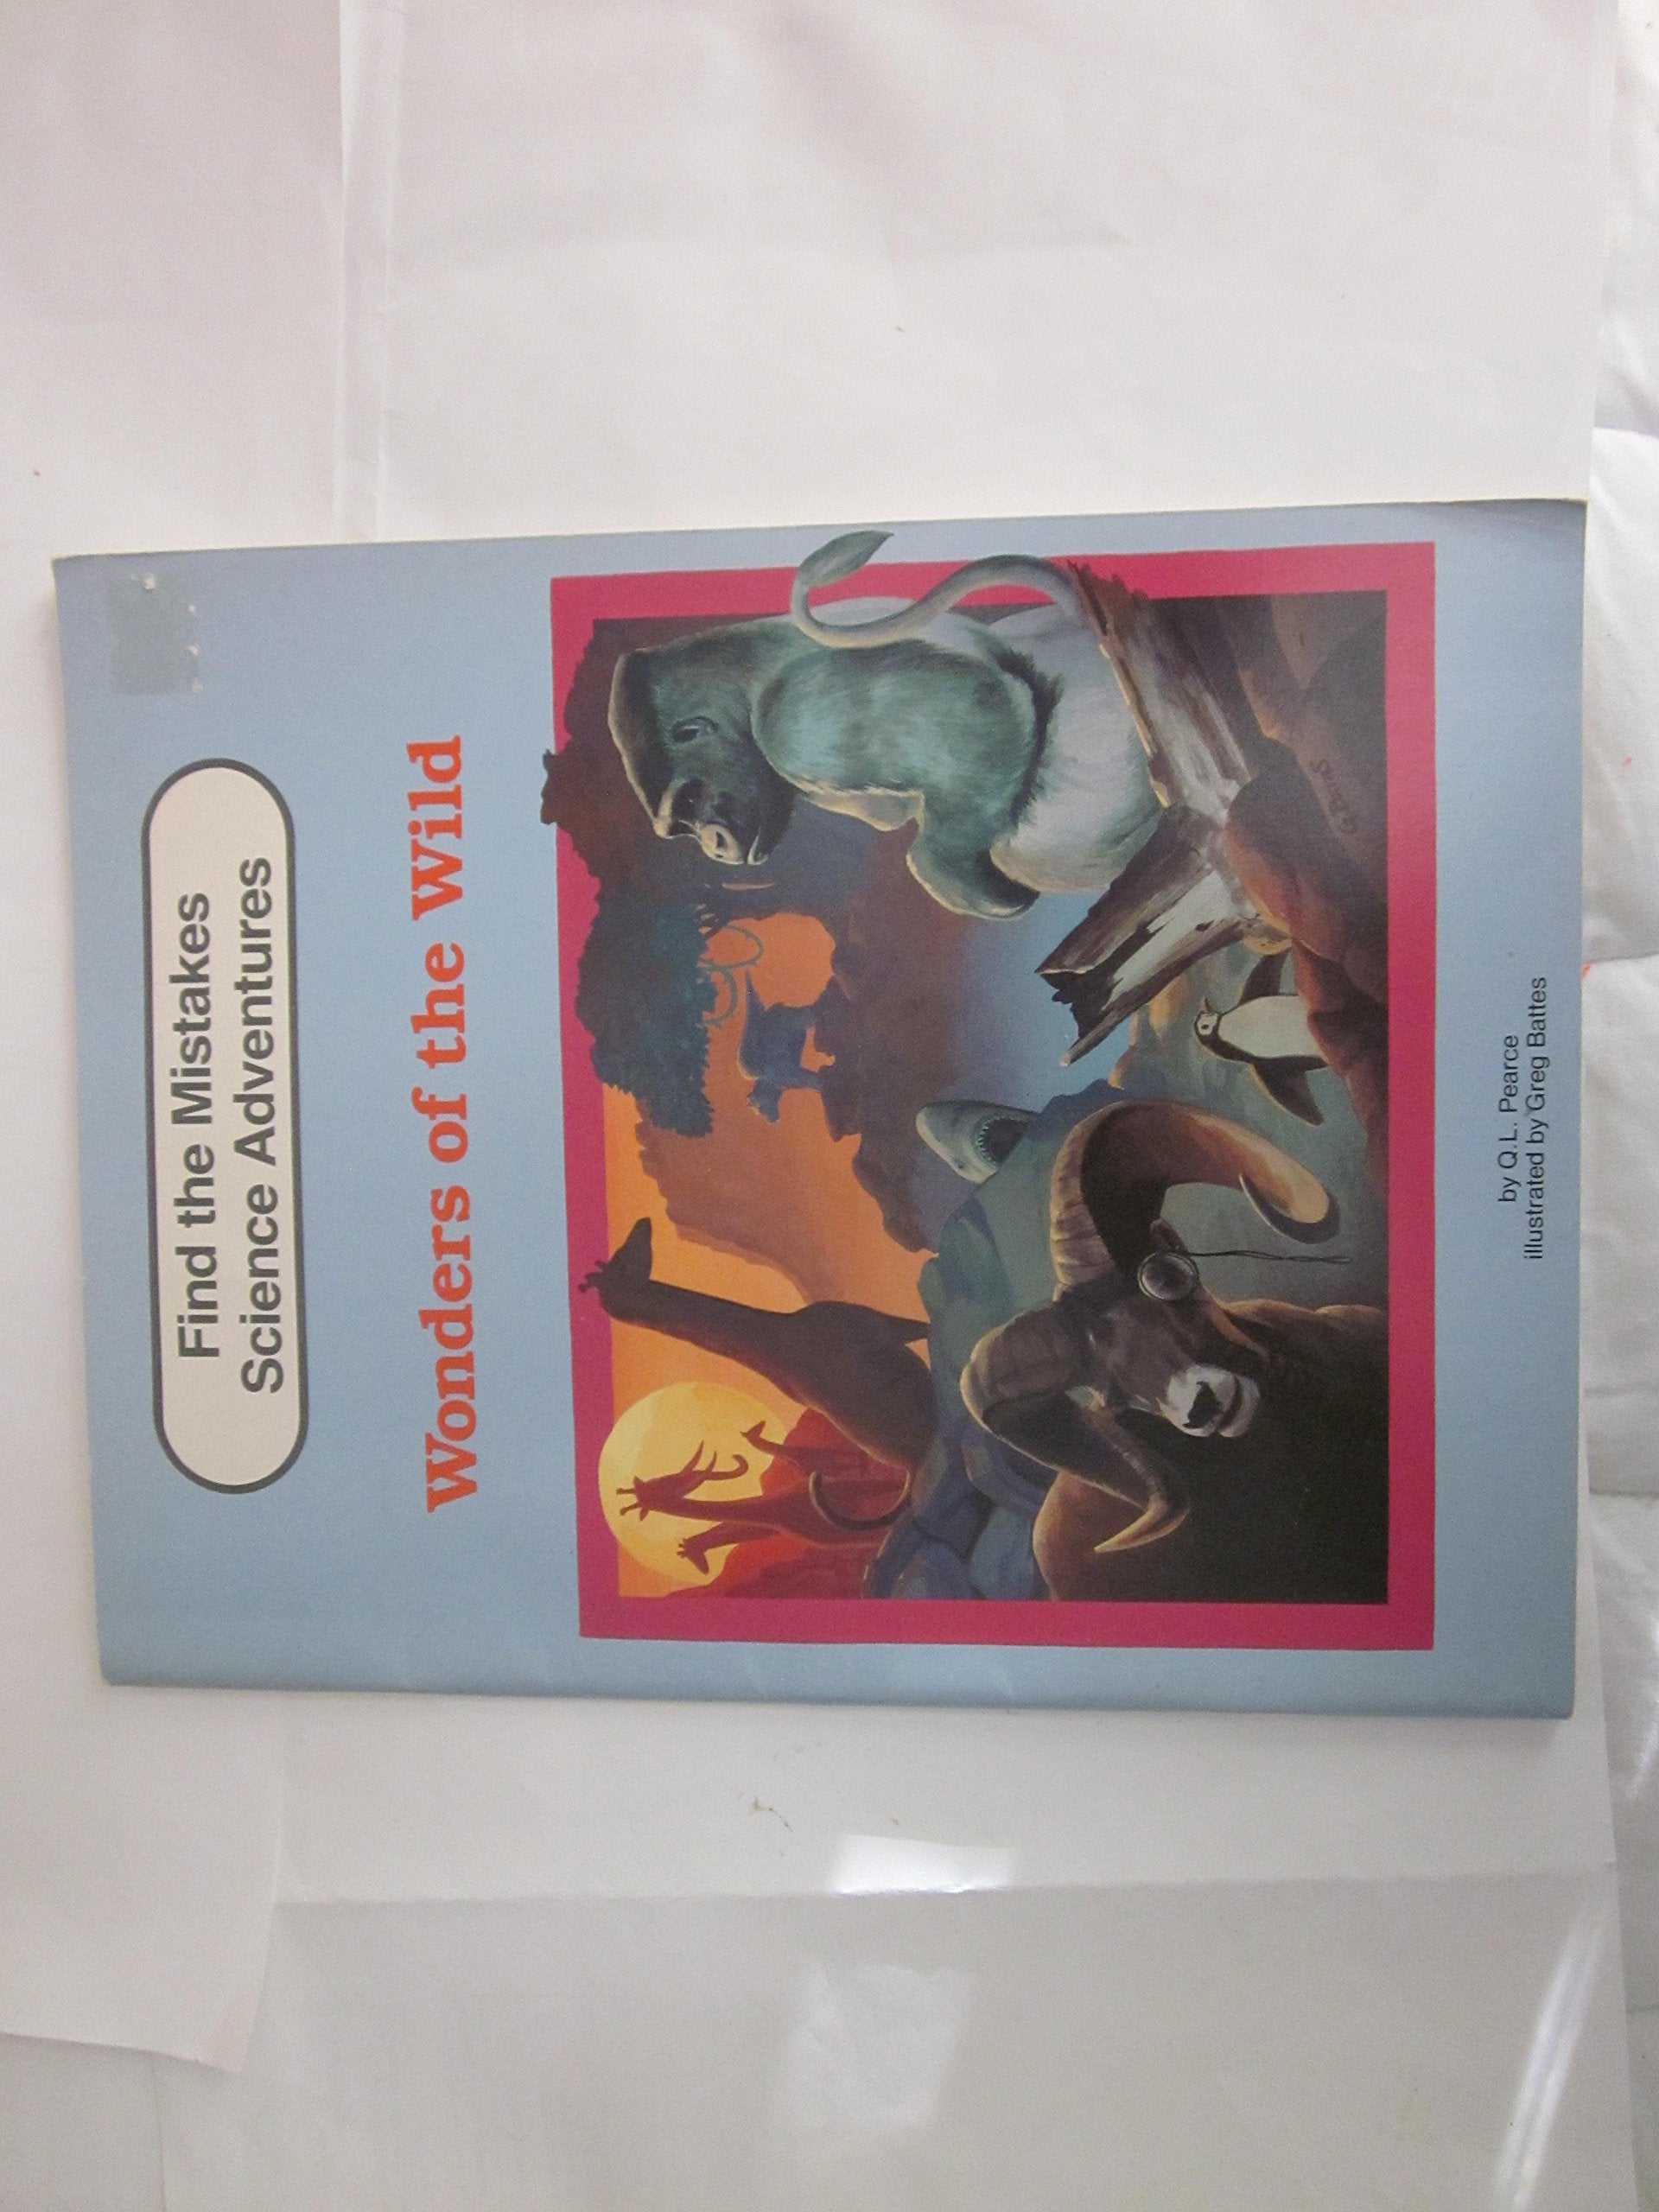 Find the Mistakes
Science Adventures
Wonders of the Wild
by Q.L. Pearce
illustrated by Greg Battes